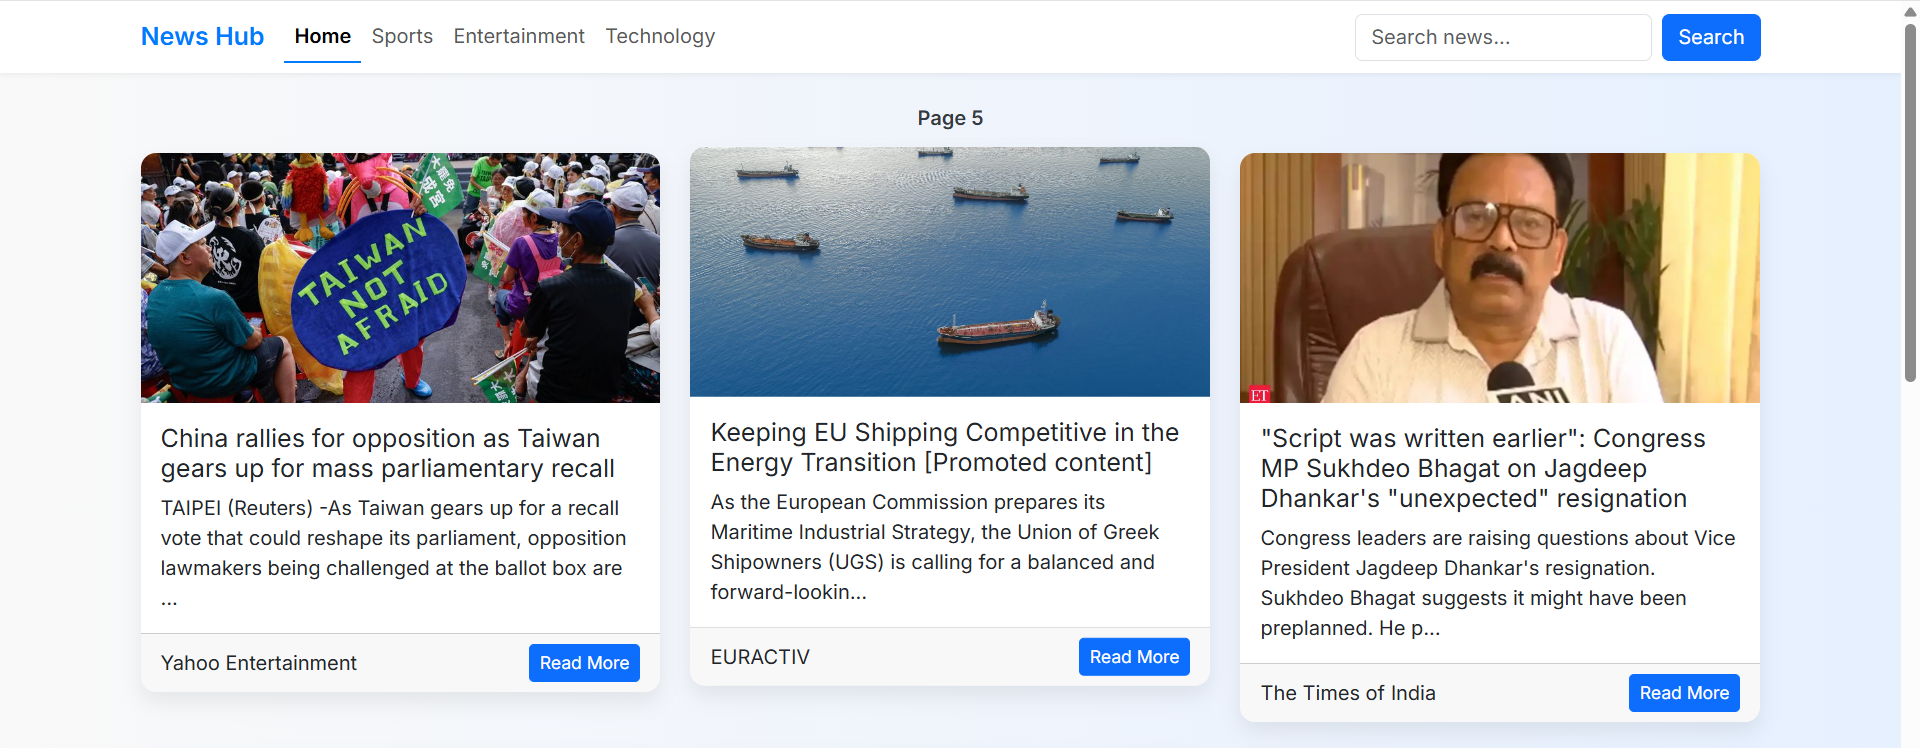 News Hub
Home
Sports
Entertainment
Technology
Search news...
Search
Page 5
TAIWAN
NOT
AFRAID
China rallies for opposition as Taiwan
gears up for mass parliamentary recall
TAIPEI (Reuters) -As Taiwan gears up for a recall
vote that could reshape its parliament, opposition
lawmakers being challenged at the ballot box are
...
Yahoo Entertainment
Read More
Keeping EU Shipping Competitive in the
Energy Transition [Promoted content]
As the European Commission prepares its
Maritime Industrial Strategy, the Union of Greek
Shipowners (UGS) is calling for a balanced and
forward-lookin...
EURACTIV
Read More
ET
ANI
"Script was written earlier": Congress
MP Sukhdeo Bhagat on Jagdeep
Dhankar's "unexpected" resignation
Congress leaders are raising questions about Vice
President Jagdeep Dhankar's resignation.
Sukhdeo Bhagat suggests it might have been
preplanned. He p...
The Times of India
Read More